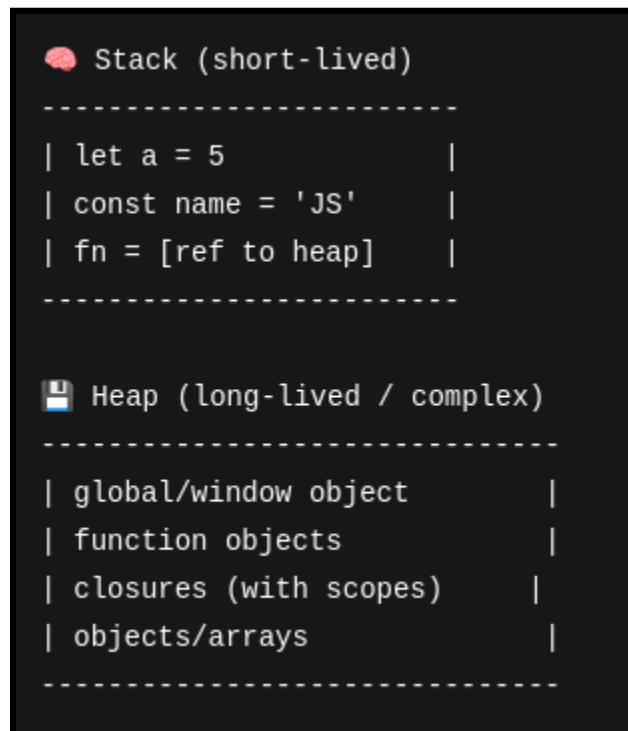 🧠 Stack (short-lived)
-------------------------
| let a = 5             |
| const name = 'JS'     |
| fn = [ref to heap]    |
-------------------------

💾 Heap (long-lived / complex)
-------------------------------
| global/window object        |
| function objects            |
| closures (with scopes)     |
| objects/arrays              |
-------------------------------